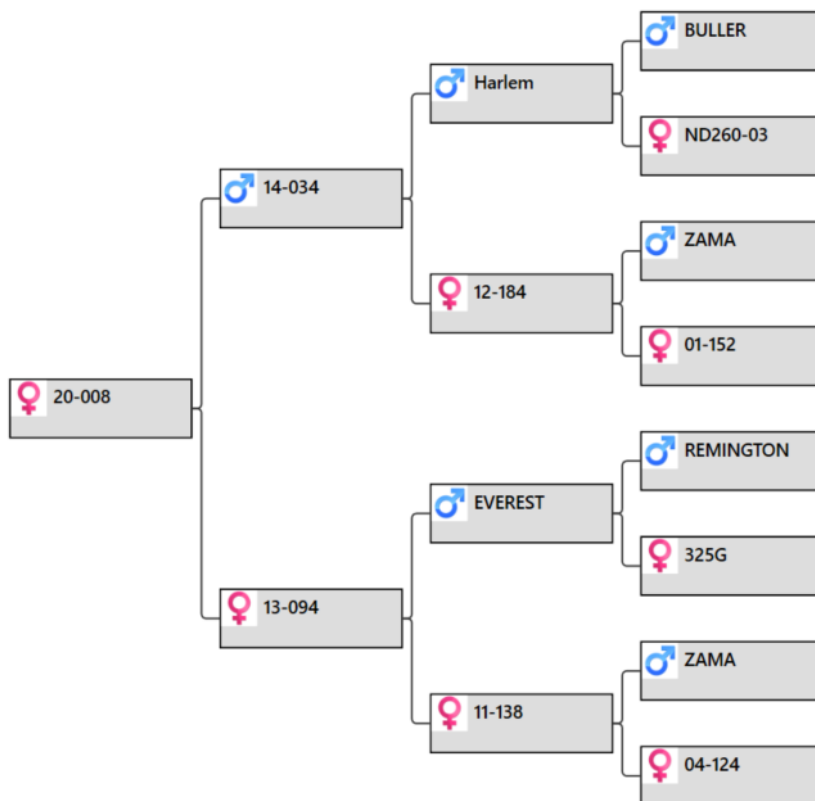 BULLER
Harlem
ND260-03
14-034
ZAMA
12-184
01-152
20-008
REMINGTON
EVEREST
325G
13-094
ZAMA
11-138
04-124